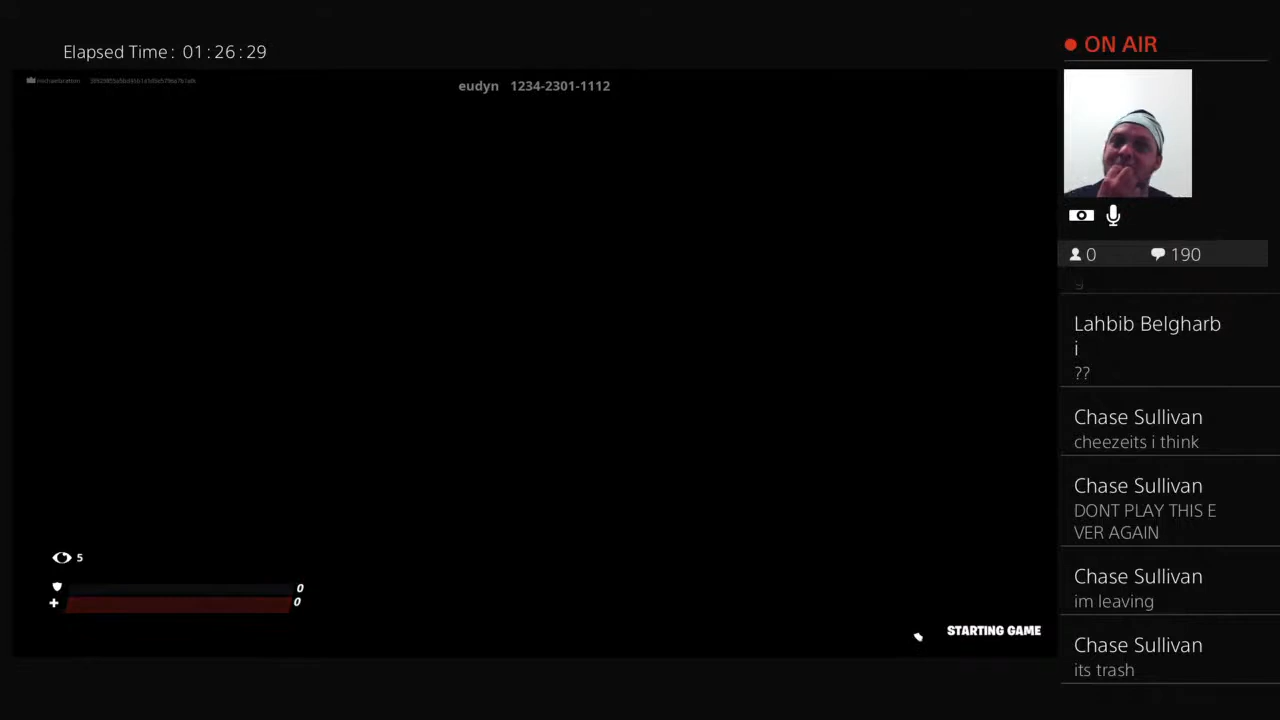 Elapsed Time: 01:26:29
ON AIR
eudyn 1234-2301-1112
0 190
Lahbib Belgharb
i
??
Chase Sullivan
cheezeits i think
Chase Sullivan
DONT PLAY THIS E
VER AGAIN
Chase Sullivan
im leaving
Chase Sullivan
its trash
5
0
0
STARTING GAME